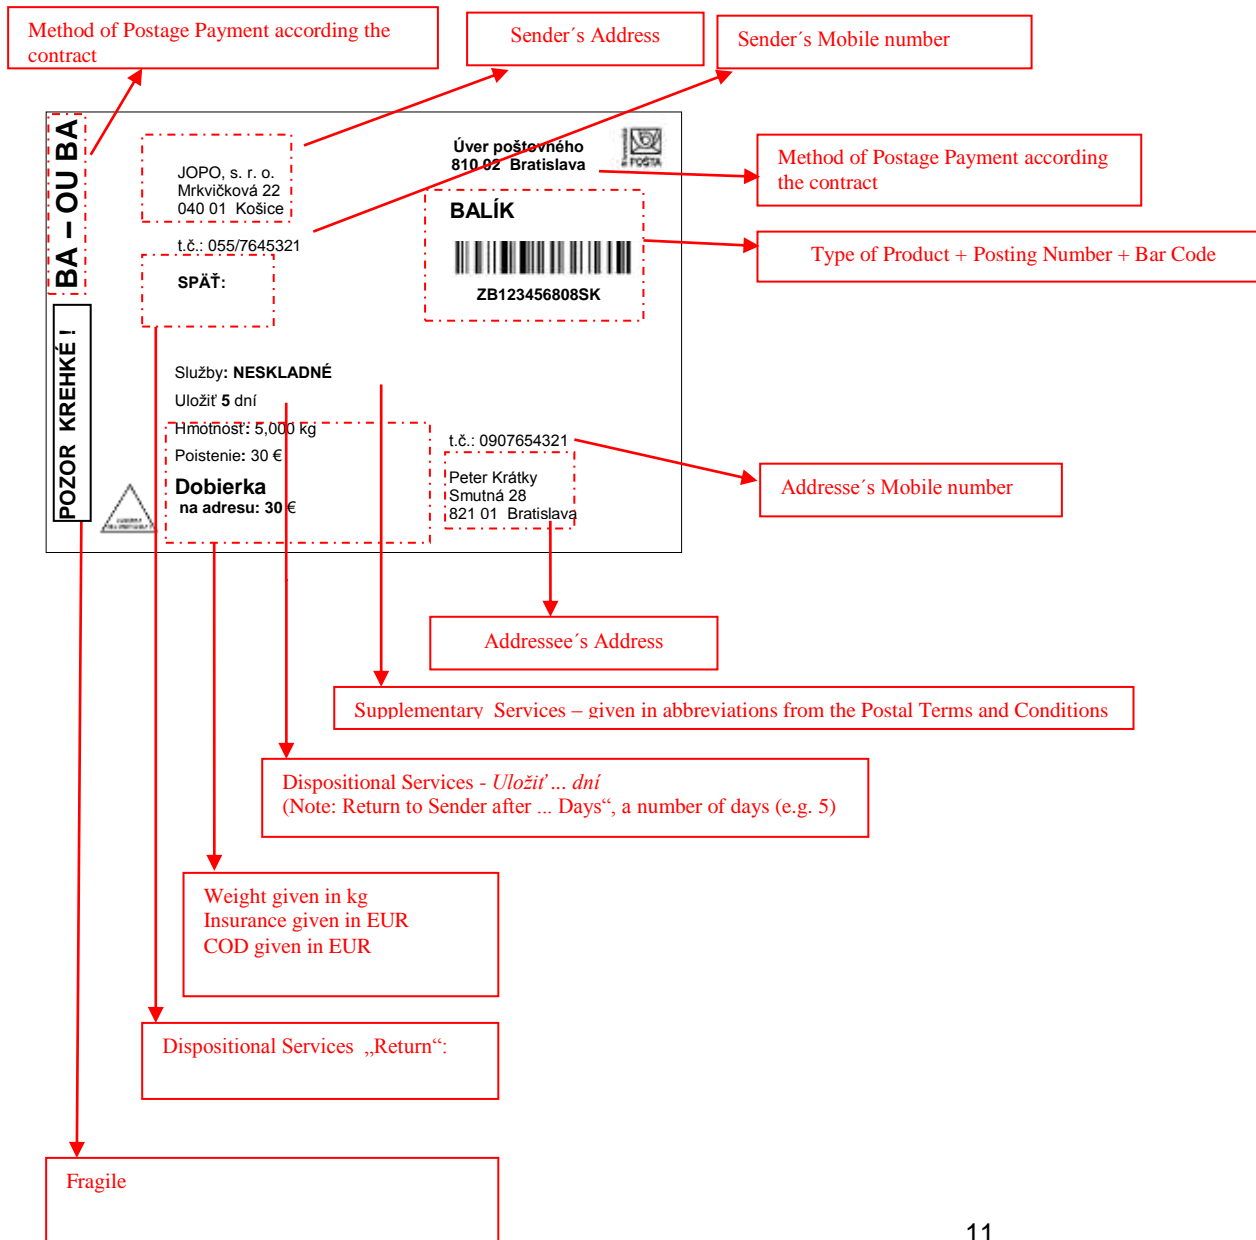 Method of Postage Payment according the
contract
Sender´s Address
Sender´s Mobile number
BA – OU BA
JOPO, s. r. o.
Mrkvičková 22
040 01 Košice
t.č.: 055/7645321
SPÄŤ:
Úver poštovného
810 02 Bratislava
POŠTA
Method of Postage Payment according
the contract
BALÍK
ZB123456808SK
Type of Product + Posting Number + Bar Code
POZOR KREHKÉ !
Služby: NESKLADNÉ
Uložiť 5 dní
Hmotnosť: 5,000 kg
Poistenie: 30 €
Dobierka
na adresu: 30 €
t.č.: 0907654321
Peter Krátky
Smutná 28
821 01 Bratislava
Addresse´s Mobile number
Addressee´s Address
Supplementary Services – given in abbreviations from the Postal Terms and Conditions
Dispositional Services - Uložiť ... dní
(Note: Return to Sender after ... Days“, a number of days (e.g. 5)
Weight given in kg
Insurance given in EUR
COD given in EUR
Dispositional Services „Return“:
Fragile
11